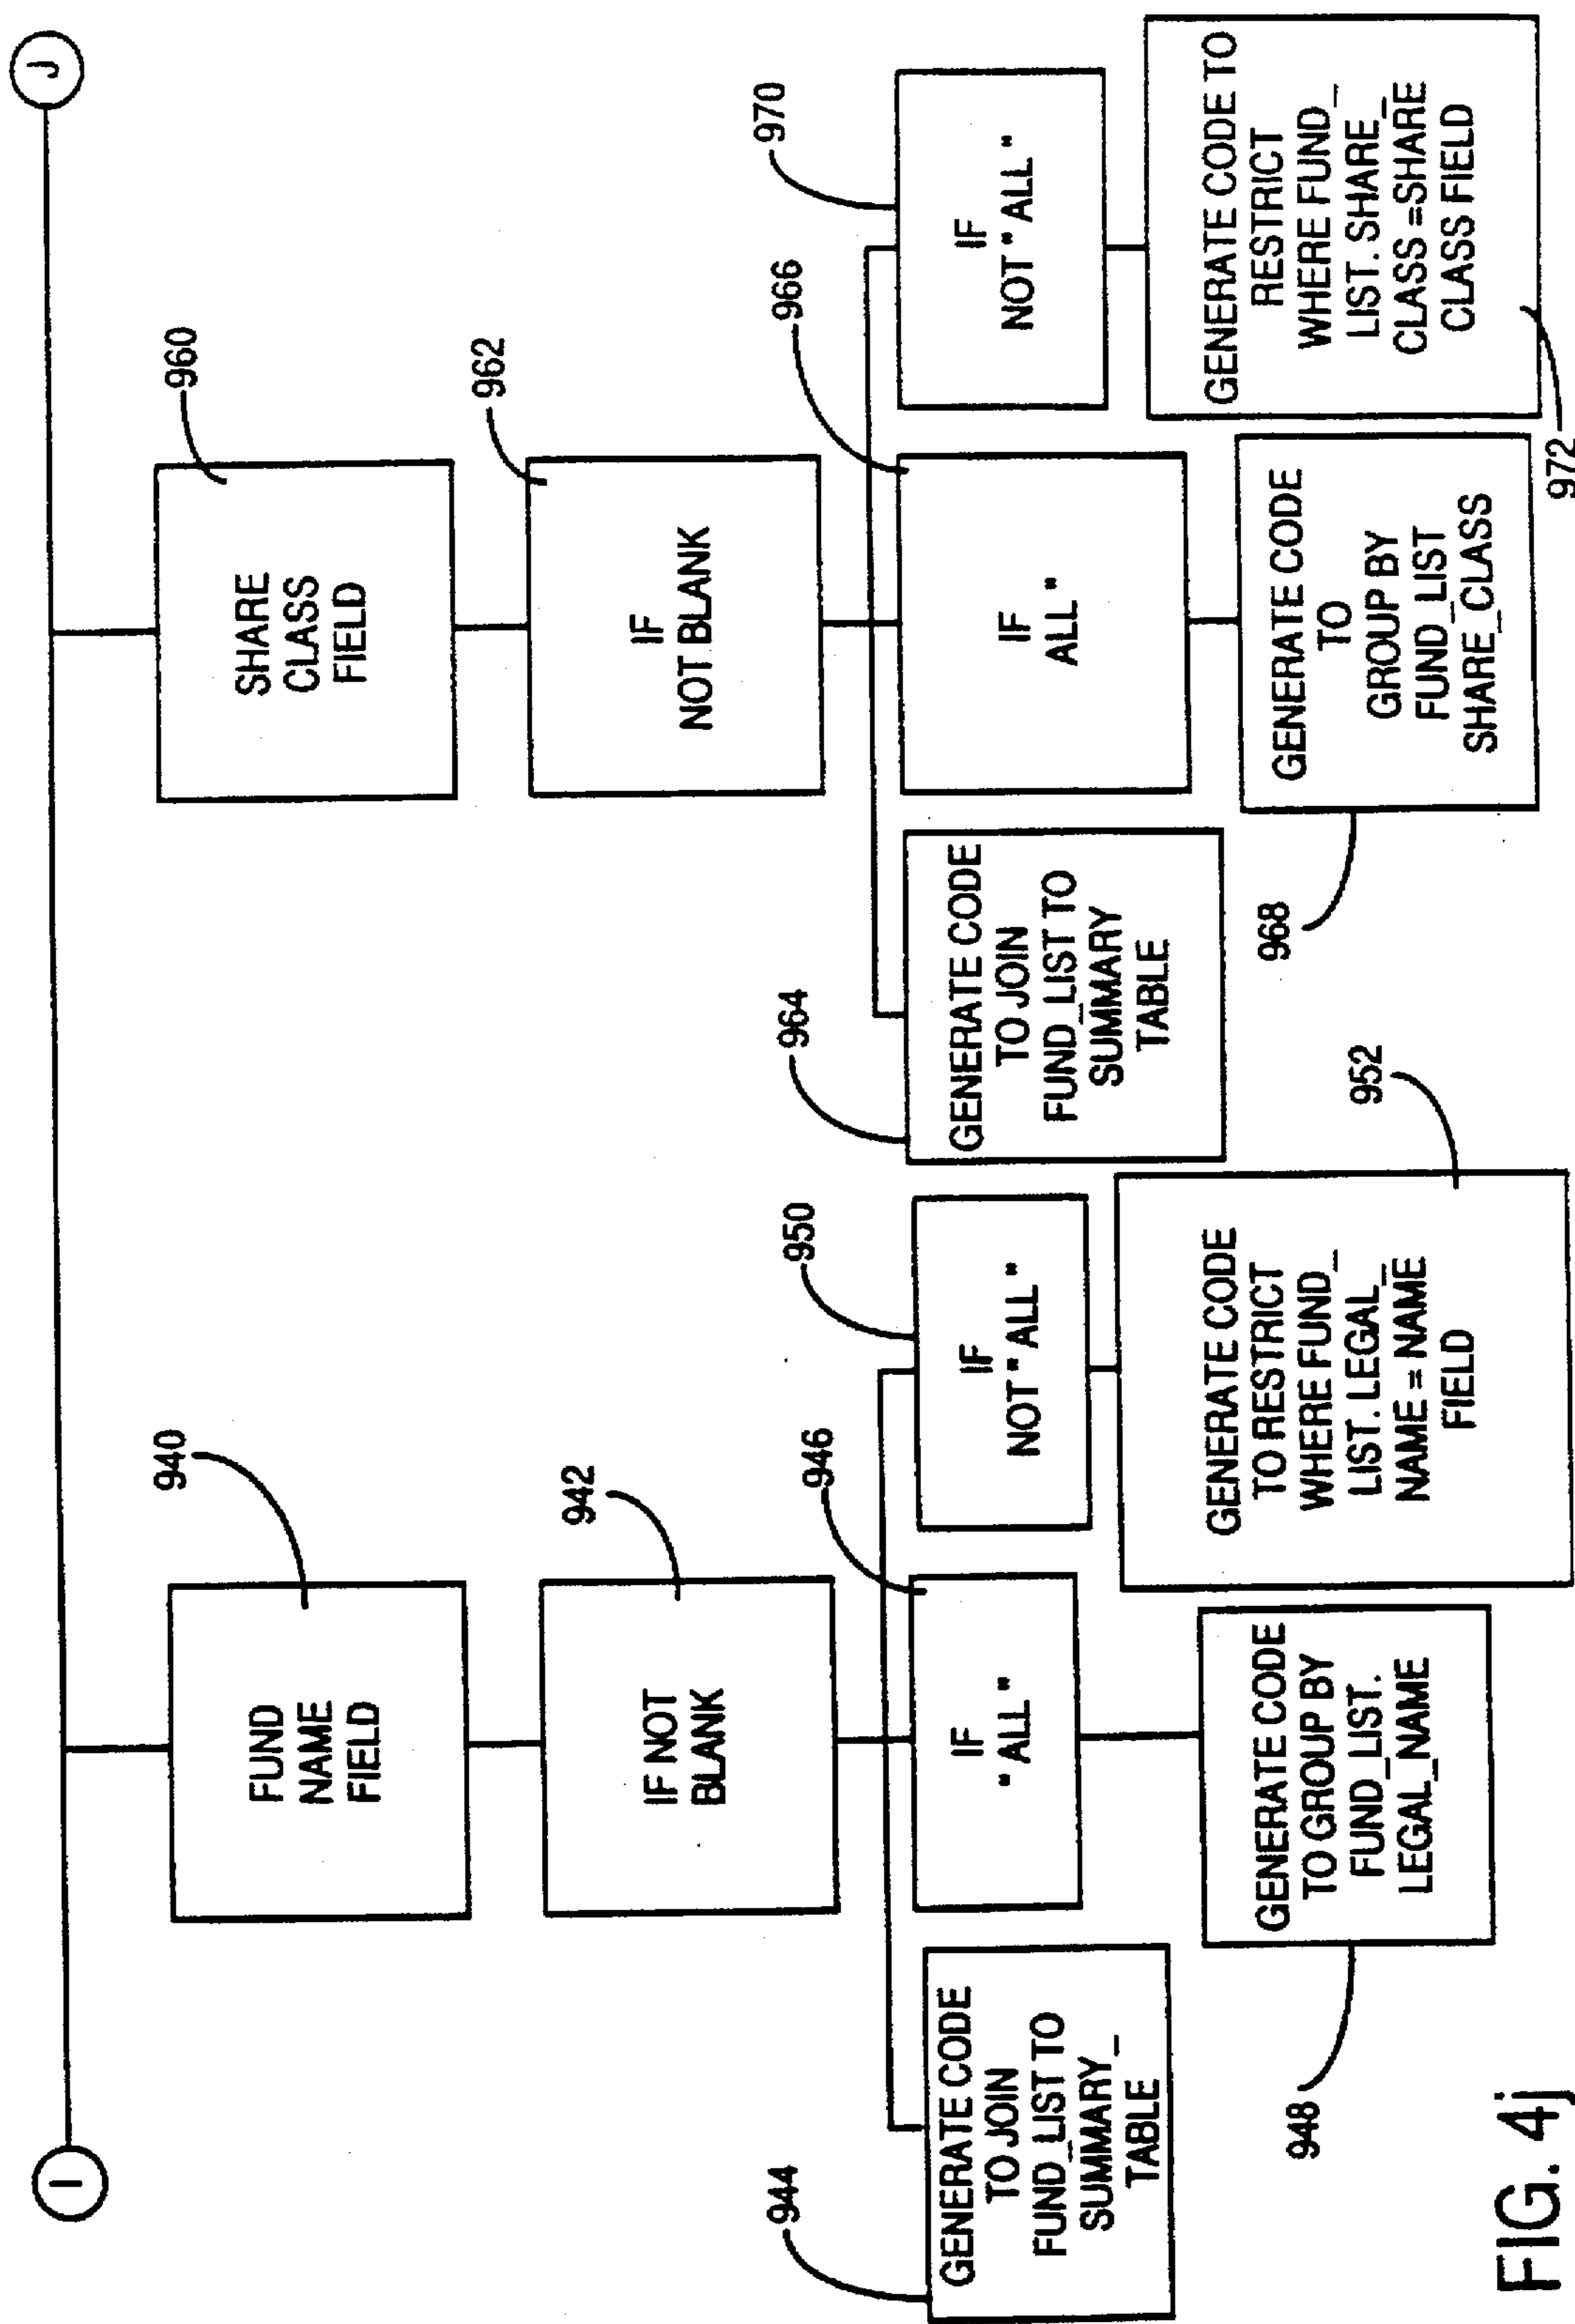 I
J
940
FUND
NAME
FIELD
942
IF NOT
BLANK
944
GENERATE CODE
TO JOIN
FUND_LIST TO
SUMMARY_
TABLE
946
IF
"ALL"
948
GENERATE CODE
TO GROUP BY
FUND_LIST.
LEGAL_NAME
950
IF
NOT "ALL"
952
GENERATE CODE
TO RESTRICT
WHERE FUND_
LIST. LEGAL_
NAME = NAME
FIELD
960
SHARE
CLASS
FIELD
962
IF
NOT BLANK
964
GENERATE CODE
TO JOIN
FUND_LIST TO
SUMMARY
TABLE
966
IF
ALL"
968
GENERATE CODE
TO
GROUP BY
FUND_LIST
SHARE_CLASS
970
IF
NOT "ALL"
972
GENERATE CODE TO
RESTRICT
WHERE FUND_
LIST. SHARE_
CLASS =SHARE
CLASS FIELD
FIG. 4j